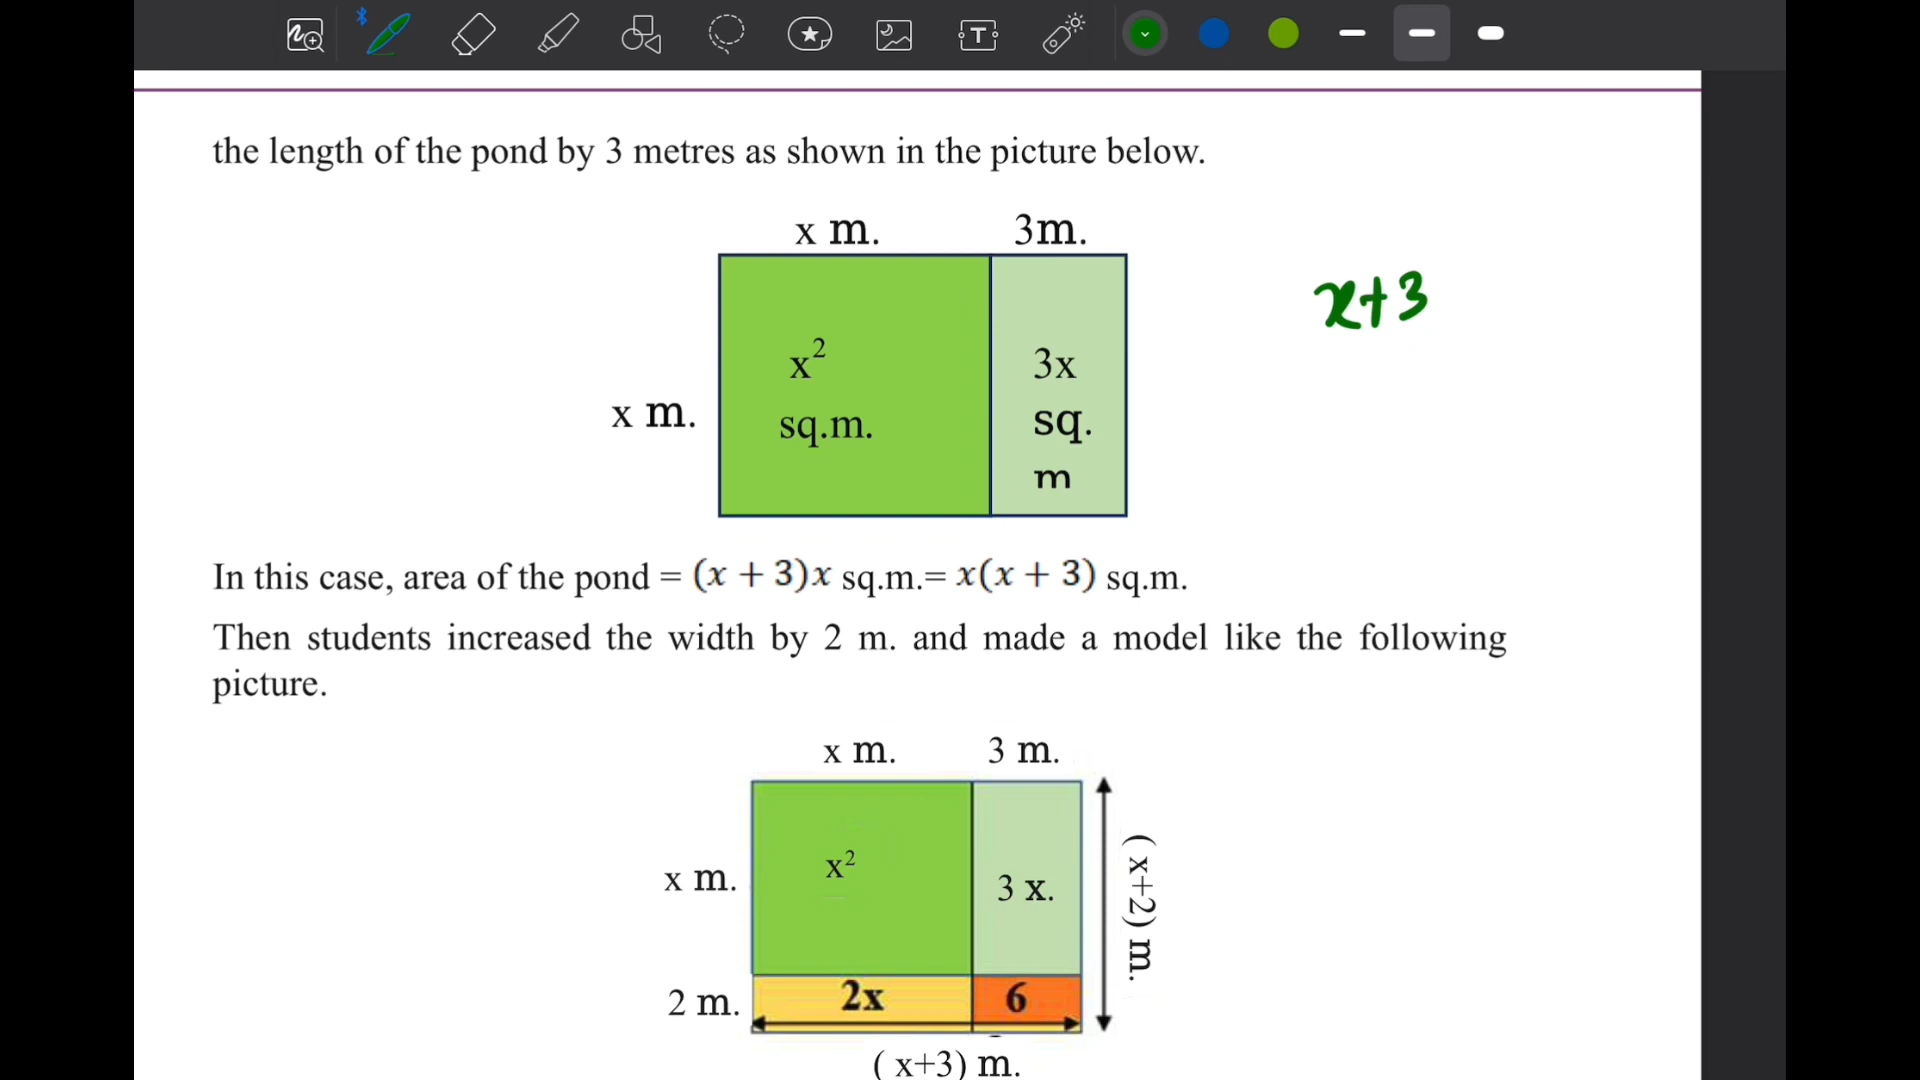 the length of the pond by 3 metres as shown in the picture below.
x m. 3m.
x+3
x² 3x
x m. sq.m. sq.
m
In this case, area of the pond = (x + 3)x sq.m.= x(x + 3) sq.m.
Then students increased the width by 2 m. and made a model like the following
picture.
x m. 3 m.
x m. x² 3 x.
(x+2) m.
2 m. 2x 6
( x+3) m.